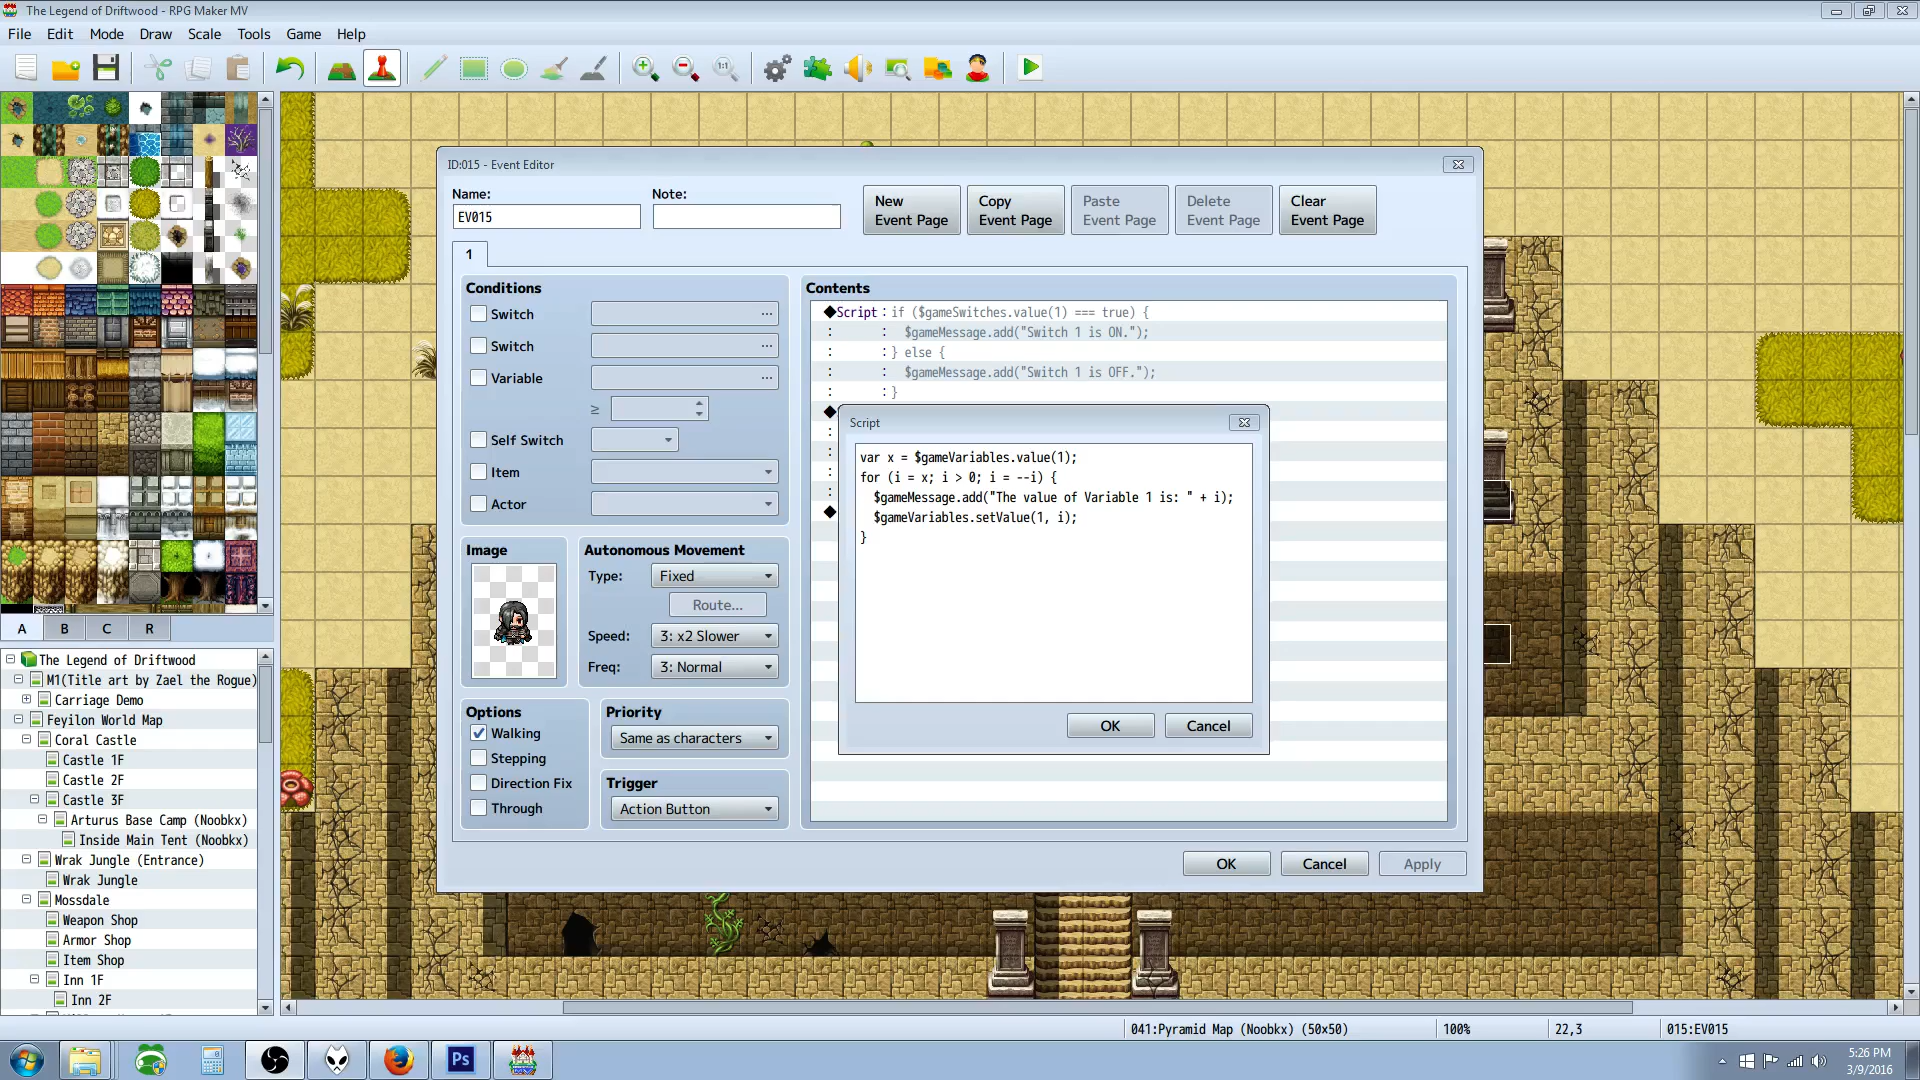 The Legend of Driftwood - RPG Maker MV
File Edit Mode Draw Scale Tools Game Help
1:1
ID:015 - Event Editor
Name:
Note:
EV015
New Event Page
Copy Event Page
Paste Event Page
Delete Event Page
Clear Event Page
1
Conditions
Switch ...
Switch ...
Variable ...
≥
Self Switch
Item
Actor
Image
Autonomous Movement
Type: Fixed
Route...
Speed: 3: x2 Slower
Freq: 3: Normal
Options
Walking
Stepping
Direction Fix
Through
Priority
Same as characters
Trigger
Action Button
Contents
◆Script : if ($gameSwitches.value(1) === true) {
: : $gameMessage.add("Switch 1 is ON.");
: : } else {
: : $gameMessage.add("Switch 1 is OFF.");
: : }
◆
:
:
:
:
◆
Script
var x = $gameVariables.value(1);
for (i = x; i > 0; i = --i) {
$gameMessage.add("The value of Variable 1 is: " + i);
$gameVariables.setValue(1, i);
}
OK Cancel
OK Cancel Apply
A B C R
The Legend of Driftwood
M1(Title art by Zael the Rogue)
Carriage Demo
Feyilon World Map
Coral Castle
Castle 1F
Castle 2F
Castle 3F
Arturus Base Camp (Noobkx)
Inside Main Tent (Noobkx)
Wrak Jungle (Entrance)
Wrak Jungle
Mossdale
Weapon Shop
Armor Shop
Item Shop
Inn 1F
Inn 2F
041:Pyramid Map (Noobkx) (50×50) 100% 22,3 015:EV015
Ps
5:26 PM
3/9/2016